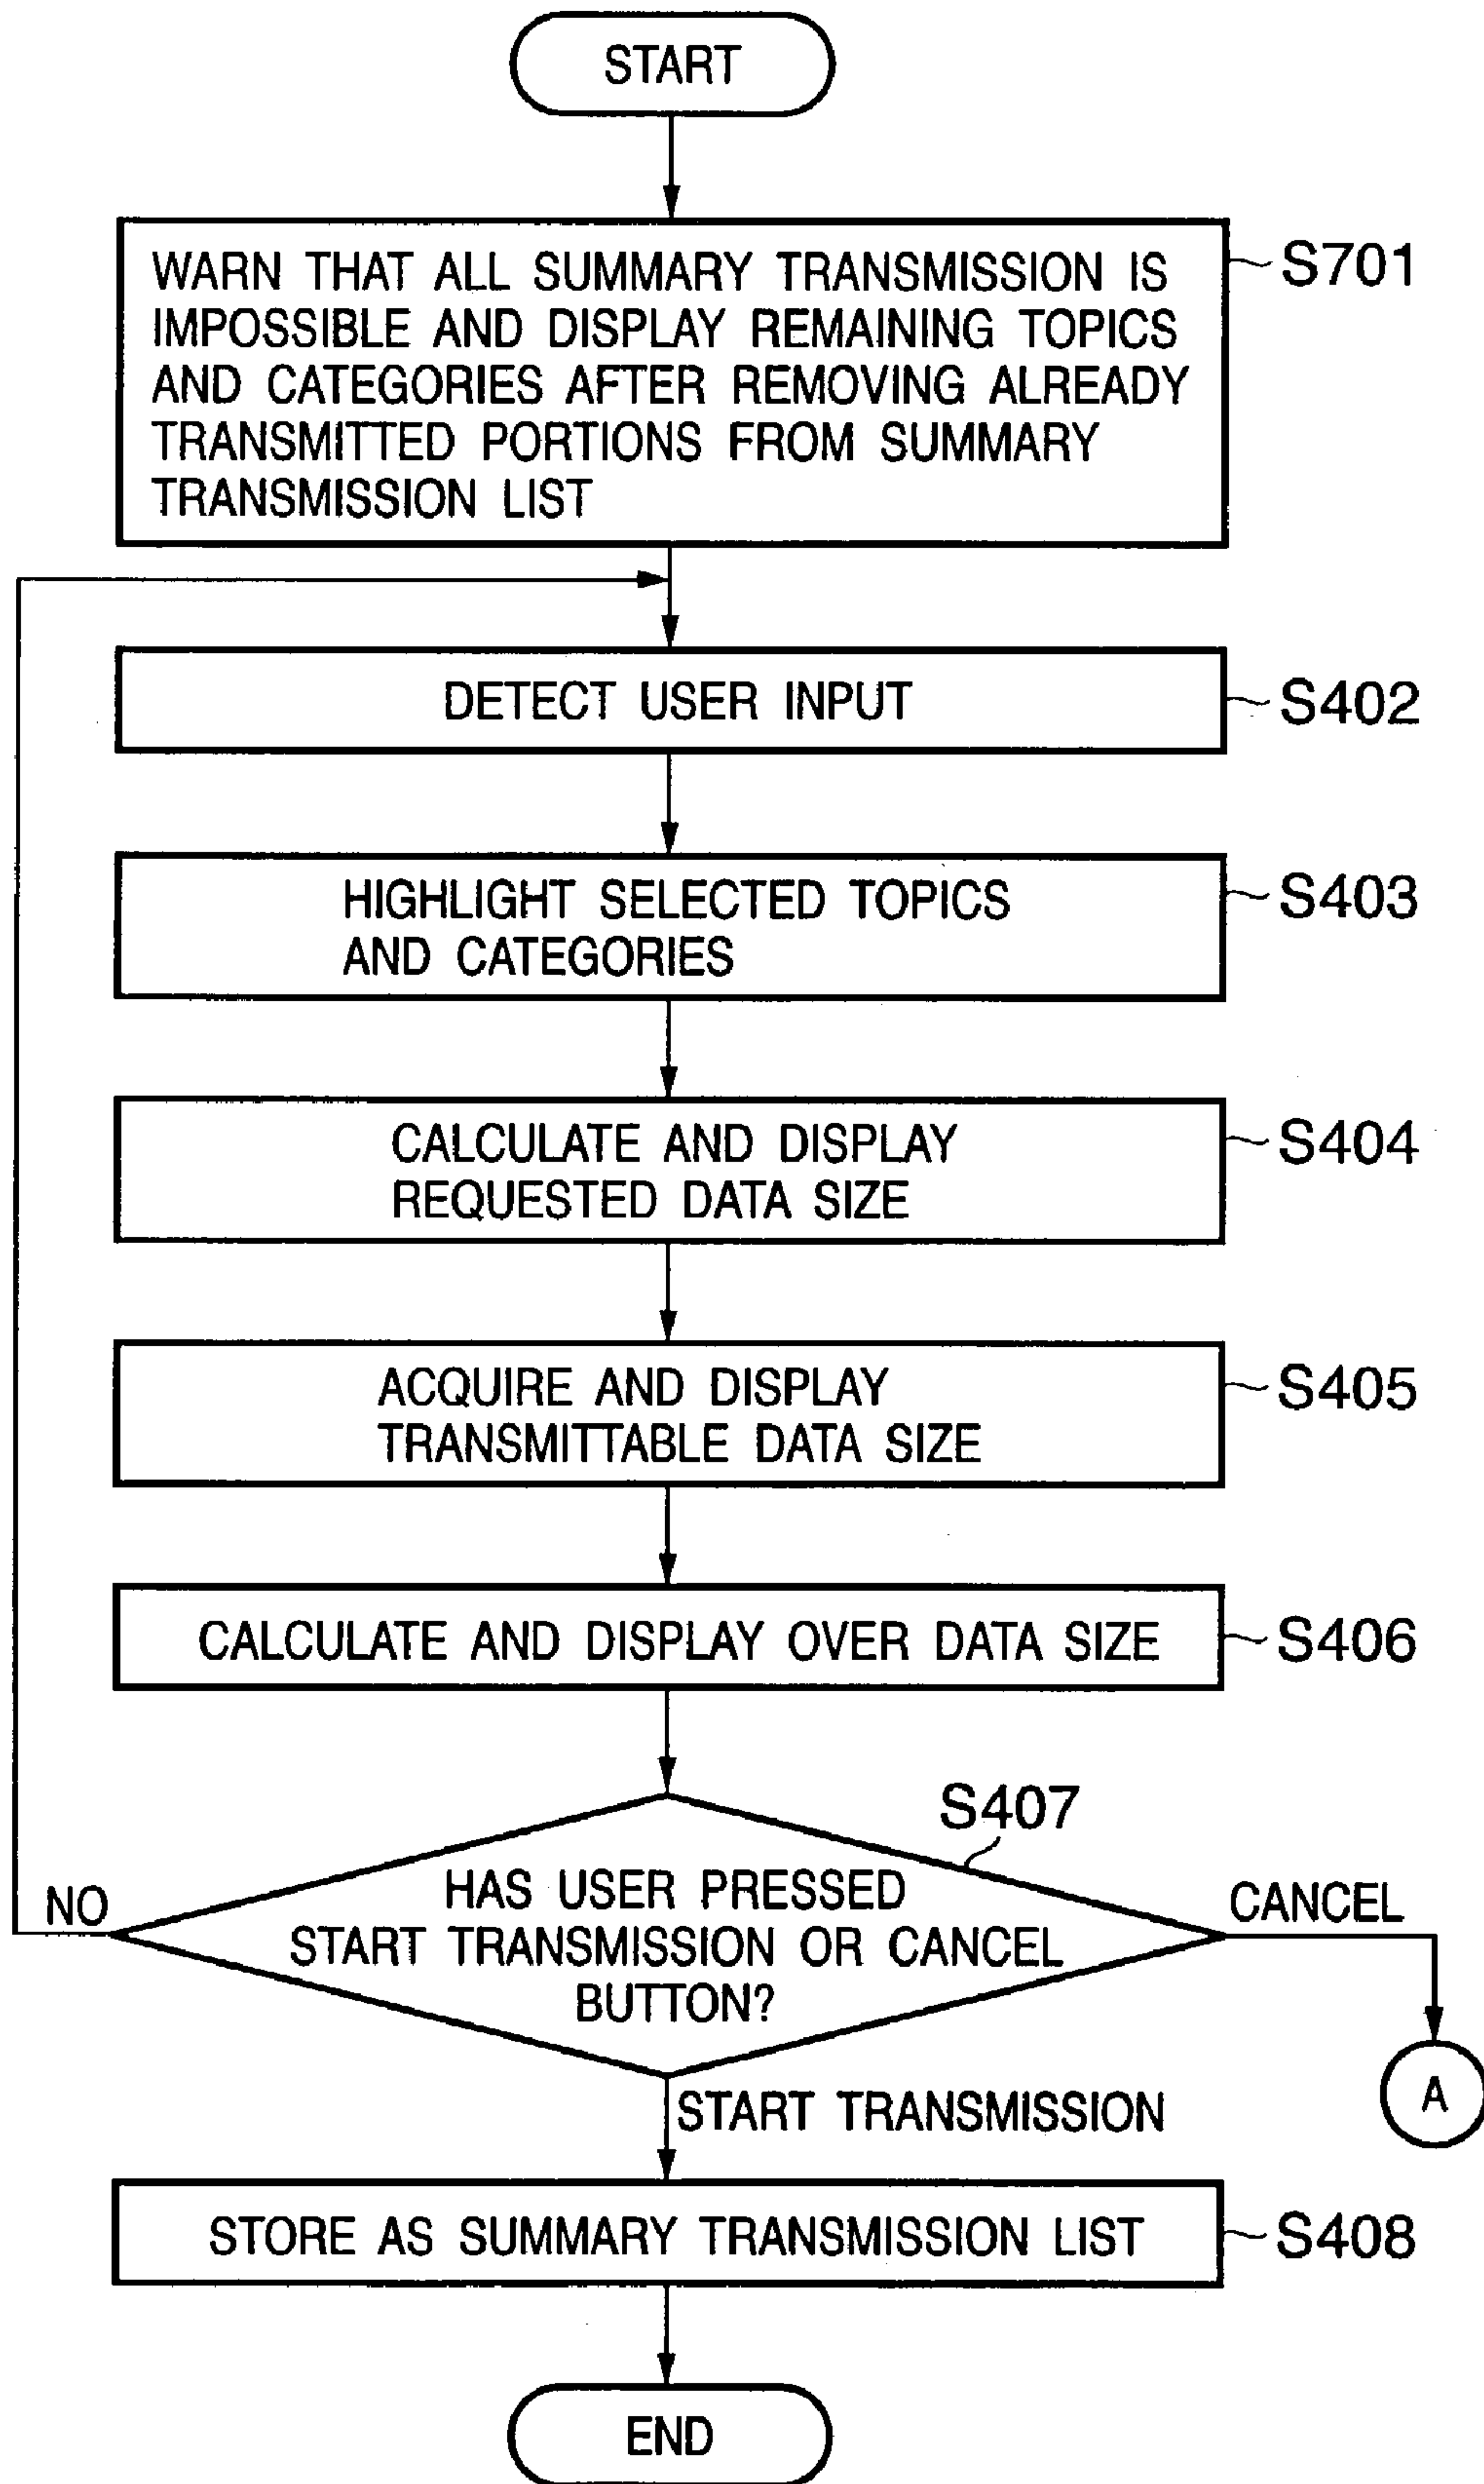 START
WARN THAT ALL SUMMARY TRANSMISSION IS
IMPOSSIBLE AND DISPLAY REMAINING TOPICS
AND CATEGORIES AFTER REMOVING ALREADY
TRANSMITTED PORTIONS FROM SUMMARY
TRANSMISSION LIST
S701
DETECT USER INPUT
S402
HIGHLIGHT SELECTED TOPICS
AND CATEGORIES
S403
CALCULATE AND DISPLAY
REQUESTED DATA SIZE
S404
ACQUIRE AND DISPLAY
TRANSMITTABLE DATA SIZE
S405
CALCULATE AND DISPLAY OVER DATA SIZE
S406
S407
HAS USER PRESSED
START TRANSMISSION OR CANCEL
BUTTON?
NO
CANCEL
A
START TRANSMISSION
STORE AS SUMMARY TRANSMISSION LIST
S408
END